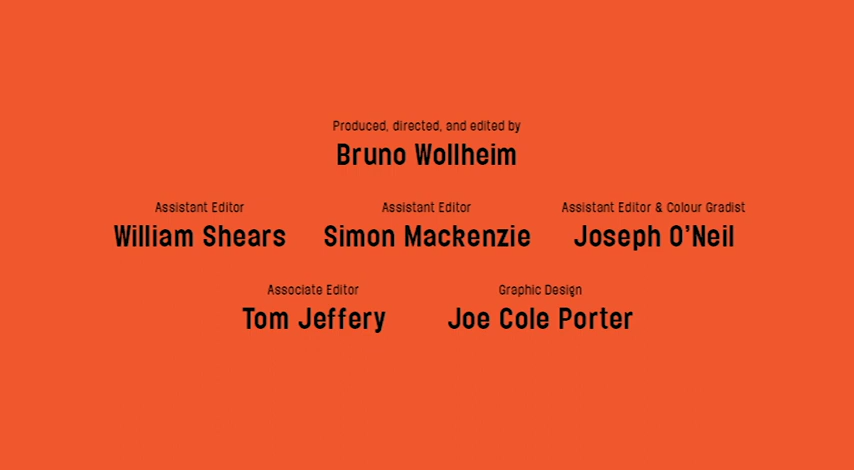 Produced, directed, and edited by
Bruno Wollheim
Assistant Editor
William Shears
Assistant Editor
Simon Mackenzie
Assistant Editor & Colour Gradist
Joseph O'Neil
Associate Editor
Tom Jeffery
Graphic Design
Joe Cole Porter